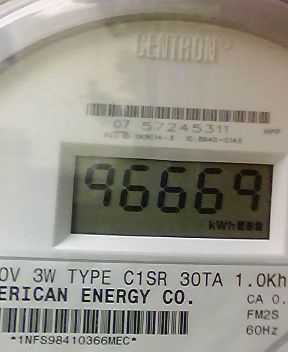 CENTRON®
07 57245311 HPP
96669
kWh
0V 3W TYPE C1SR 30TA 1.0Kh
ERICAN ENERGY CO. CA 0.
FM2S
60Hz
*1NFS98410366MEC*